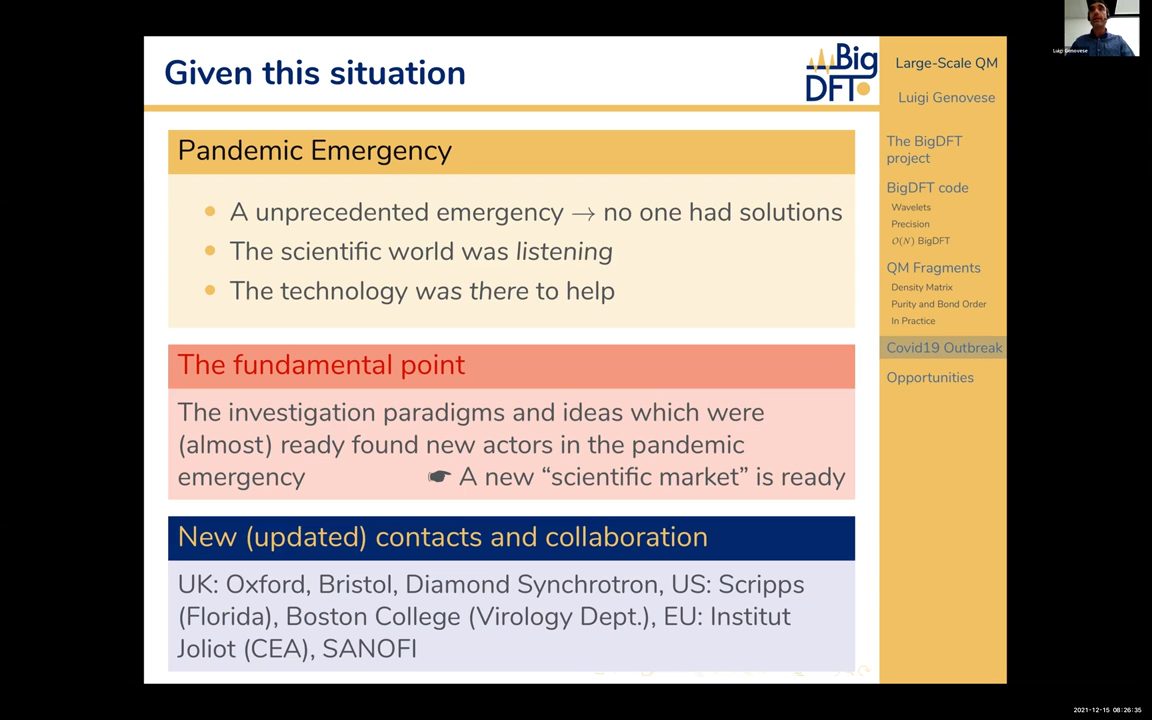 Given this situation
Big
DFT
Large-Scale QM
Luigi Genovese
Luigi Genovese
Pandemic Emergency
A unprecedented emergency → no one had solutions
The scientific world was listening
The technology was there to help
The fundamental point
The investigation paradigms and ideas which were
(almost) ready found new actors in the pandemic
emergency ☛ A new “scientific market” is ready
New (updated) contacts and collaboration
UK: Oxford, Bristol, Diamond Synchrotron, US: Scripps
(Florida), Boston College (Virology Dept.), EU: Institut
Joliot (CEA), SANOFI
The BigDFT
project
BigDFT code
Wavelets
Precision
O(N) BigDFT
QM Fragments
Density Matrix
Purity and Bond Order
In Practice
Covid19 Outbreak
Opportunities
2021-12-15 08:26:35